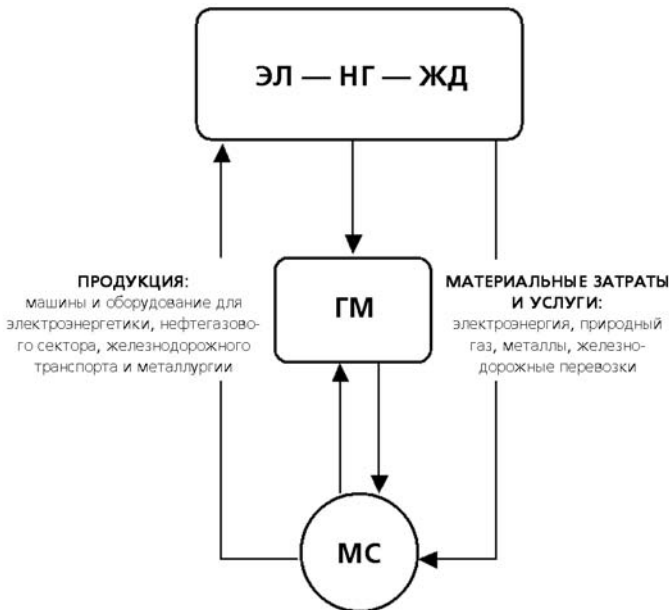 ЭЛ — НГ — ЖД
ПРОДУКЦИЯ:
машины и оборудование для
электроэнергетики, нефтегазово-
го сектора, железнодорожного
транспорта и металлургии
ГМ
МАТЕРИАЛЬНЫЕ ЗАТРАТЫ
И УСЛУГИ:
электроэнергия, природный
газ, металлы, железно-
дорожные перевозки
МС